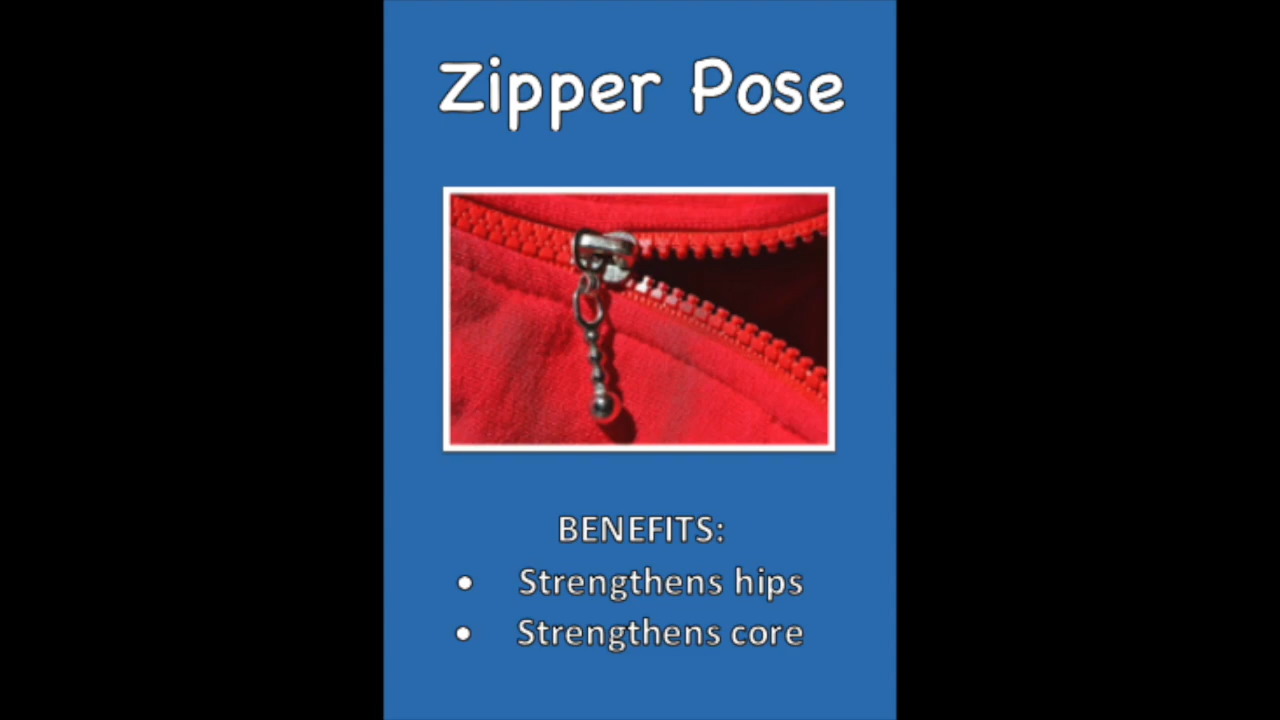 Zipper Pose
BENEFITS:
• Strengthens hips
• Strengthens core